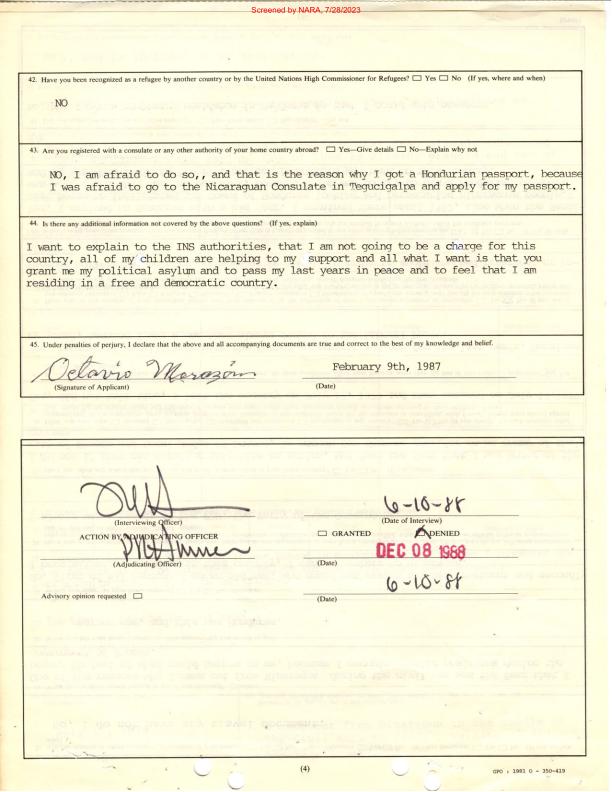 Screened by NARA, 7/28/2023
42. Have you been recognized as a refugee by another country or by the United Nations High Commissioner for Refugees? ☐ Yes ☐ No (If yes, where and when)
NO
43. Are you registered with a consulate or any other authority of your home country abroad? ☐ Yes—Give details ☐ No—Explain why not
NO, I am afraid to do so,, and that is the reason why I got a Hondurian passport, because
I was afraid to go to the Nicaraguan Consulate in Tegucigalpa and apply for my passport.
44. Is there any additional information not covered by the above questions? (If yes, explain)
I want to explain to the INS authorities, that I am not going to be a charge for this
country, all of my children are helping to my support and all what I want is that you
grant me my political asylum and to pass my last years in peace and to feel that I am
residing in a free and democratic country.
45. Under penalties of perjury, I declare that the above and all accompanying documents are true and correct to the best of my knowledge and belief.
Octavio Morazón February 9th, 1987
(Signature of Applicant) (Date)
6-10-88
(Interviewing Officer) (Date of Interview)
ACTION BY ADJUDICATING OFFICER ☐ GRANTED ☒ DENIED
DEC 08 1988
(Adjudicating Officer) (Date)
6-10-88
Advisory opinion requested ☐ (Date)
(4) GPO : 1981 O - 350-419